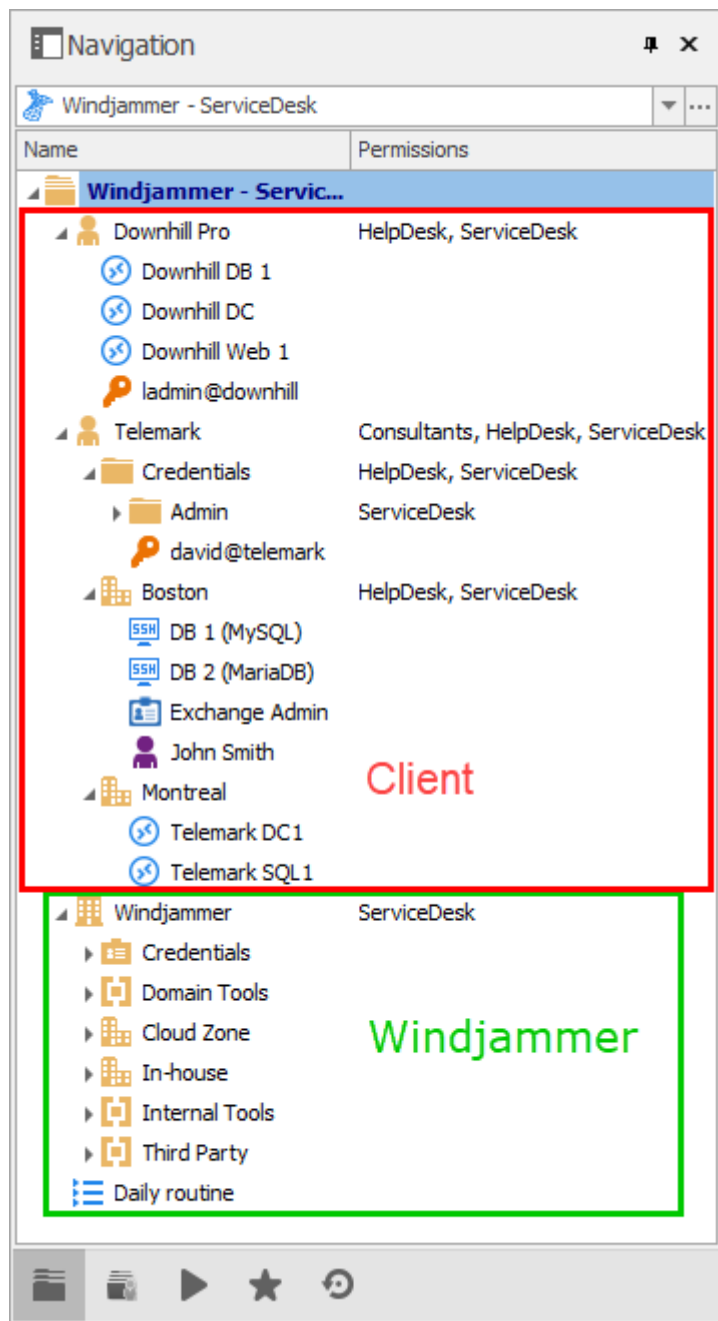 Navigation
Windjammer - ServiceDesk
Name Permissions
Windjammer - Servic...
Downhill Pro HelpDesk, ServiceDesk
Downhill DB 1
Downhill DC
Downhill Web 1
ladmin@downhill
Telemark Consultants, HelpDesk, ServiceDesk
Credentials HelpDesk, ServiceDesk
Admin ServiceDesk
david@telemark
Boston HelpDesk, ServiceDesk
SSH DB 1 (MySQL)
SSH DB 2 (MariaDB)
Exchange Admin
John Smith
Client
Montreal
Telemark DC1
Telemark SQL1
Windjammer ServiceDesk
Credentials
Domain Tools
Cloud Zone Windjammer
In-house
Internal Tools
Third Party
Daily routine